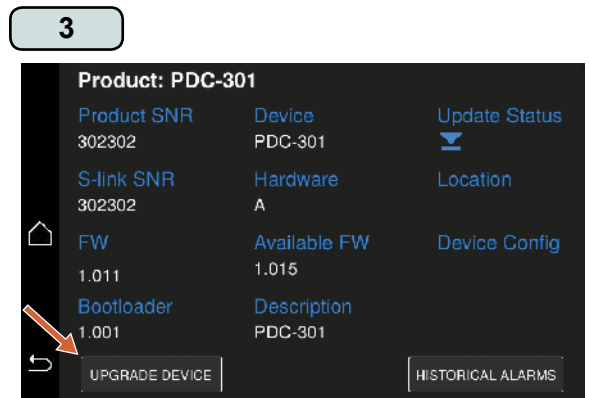 3
Product: PDC-301
Product SNR Device Update Status
302302 PDC-301
S-link SNR Hardware Location
302302 A
FW Available FW Device Config
1.011 1.015
Bootloader Description
1.001 PDC-301
UPGRADE DEVICE HISTORICAL ALARMS